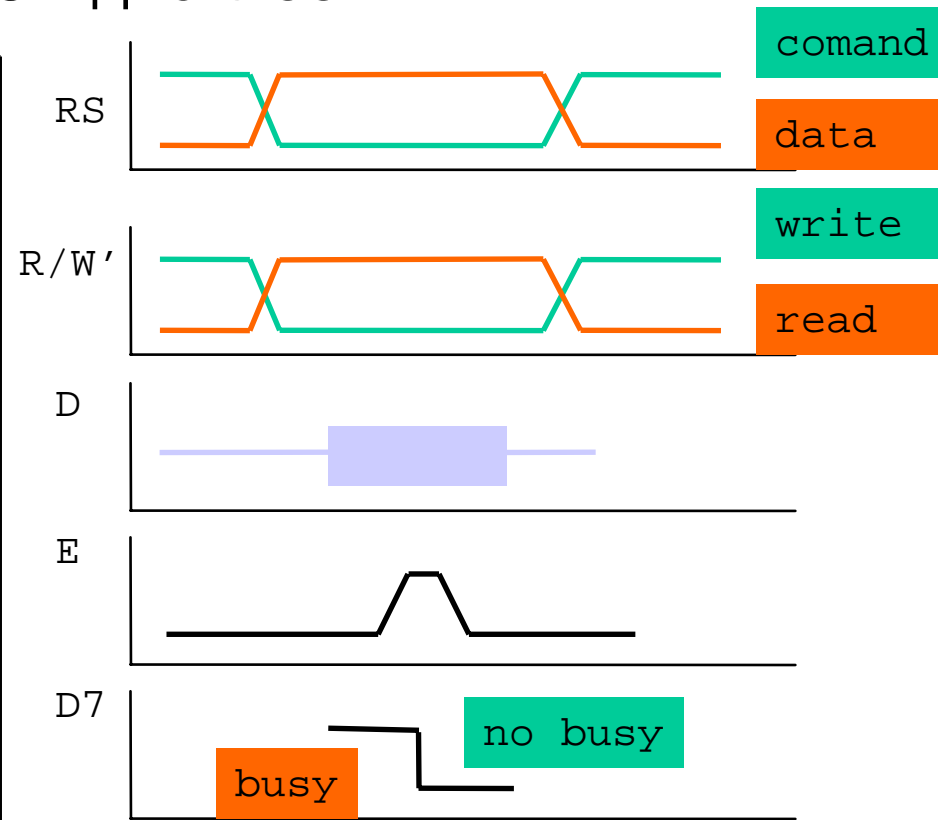 RS
comand
data
R/W'
write
read
D
E
D7
no busy
busy